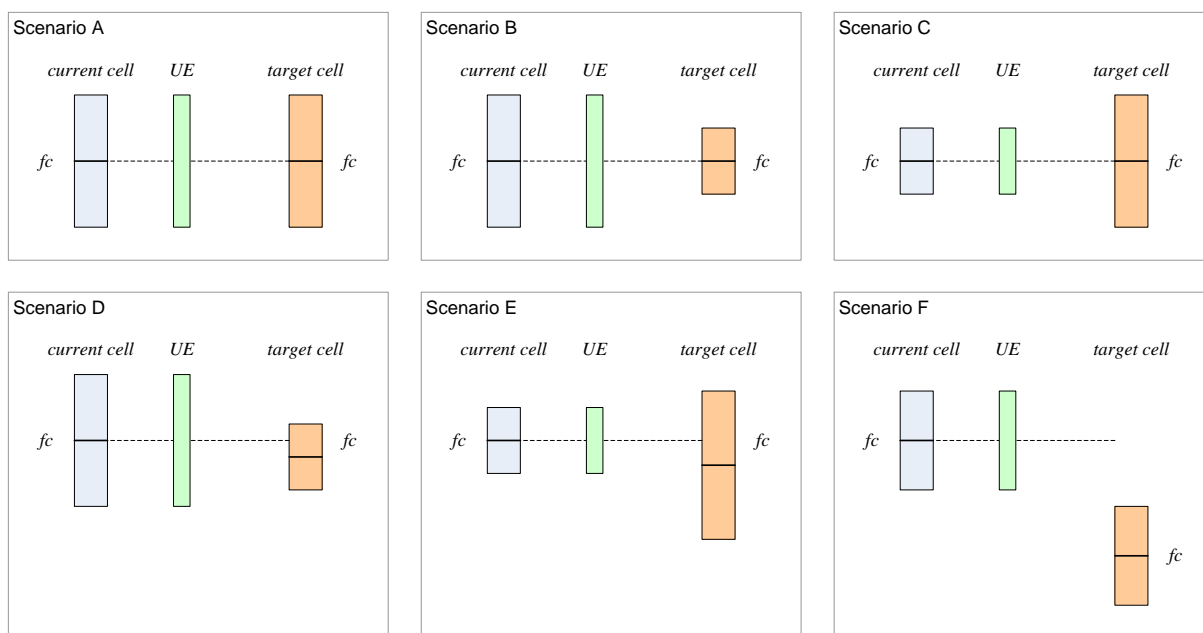 Scenario A
current cell UE target cell
fc fc
Scenario B
current cell UE target cell
fc fc
Scenario C
current cell UE target cell
fc fc
Scenario D
current cell UE target cell
fc fc
Scenario E
current cell UE target cell
fc fc
Scenario F
current cell UE target cell
fc
fc